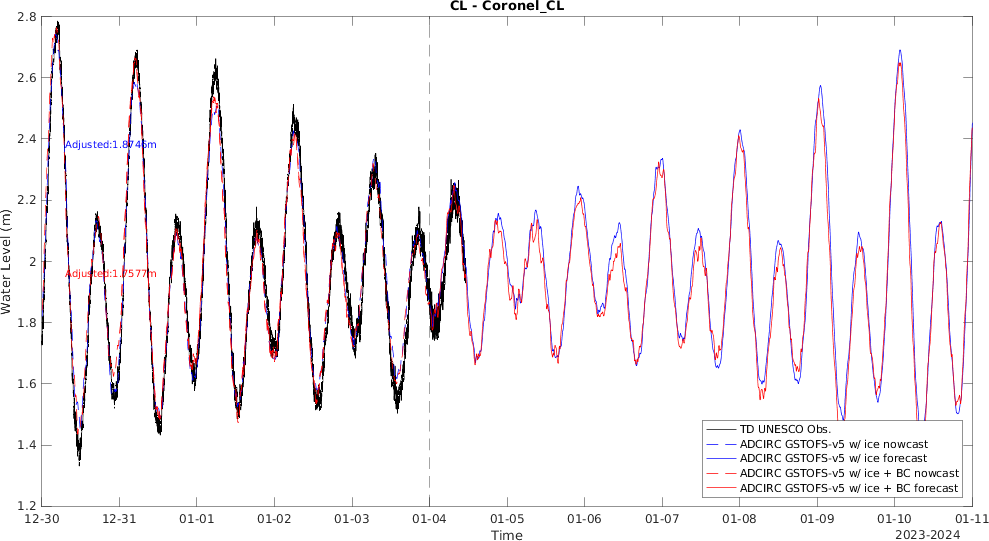 CL - Coronel_CL
2.8
2.6
2.4
2.2
2
1.8
1.6
1.4
1.2
Water Level (m)
Adjusted:1.8746m
Adjusted:1.7577m
TD UNESCO Obs.
ADCIRC GSTOFS-v5 w/ ice nowcast
ADCIRC GSTOFS-v5 w/ ice forecast
ADCIRC GSTOFS-v5 w/ ice + BC nowcast
ADCIRC GSTOFS-v5 w/ ice + BC forecast
12-30 12-31 01-01 01-02 01-03 01-04 01-05 01-06 01-07 01-08 01-09 01-10 01-11
Time
2023-2024